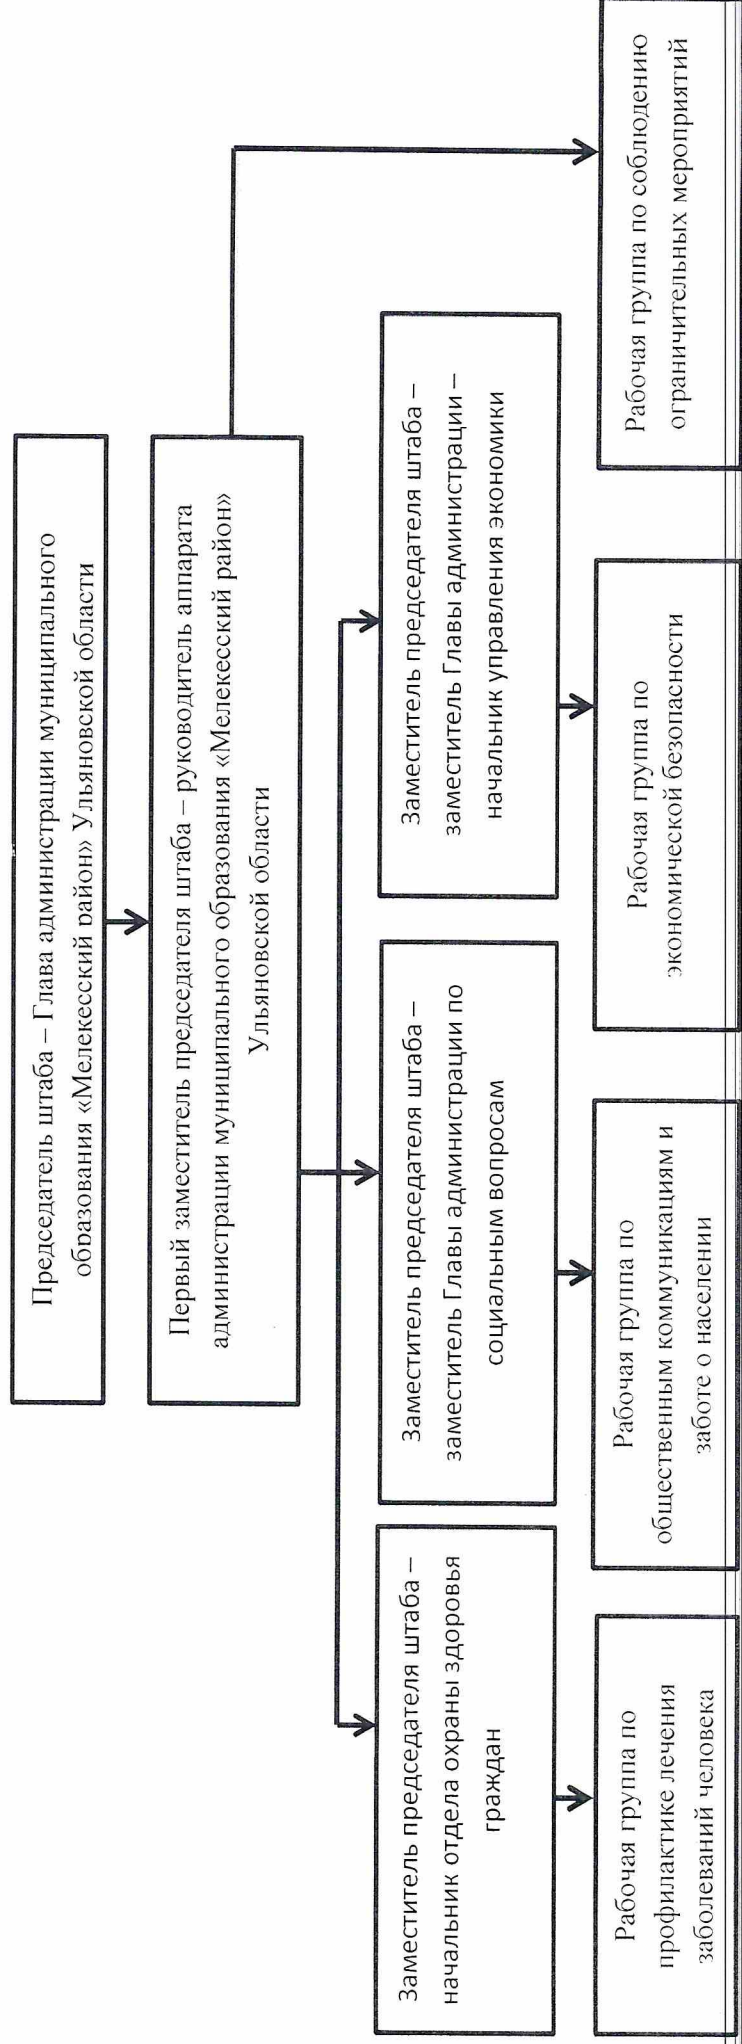 Председатель штаба – Глава администрации муниципального
образования «Мелекесский район» Ульяновской области
Первый заместитель председателя штаба – руководитель аппарата
администрации муниципального образования «Мелекесский район»
Ульяновской области
Заместитель председателя штаба –
начальник отдела охраны здоровья
граждан
Заместитель председателя штаба –
заместитель Главы администрации по
социальным вопросам
Заместитель председателя штаба –
заместитель Главы администрации –
начальник управления экономики
Рабочая группа по
профилактике лечения
заболеваний человека
Рабочая группа по
общественным коммуникациям и
заботе о населении
Рабочая группа по
экономической безопасности
Рабочая группа по соблюдению
ограничительных мероприятий